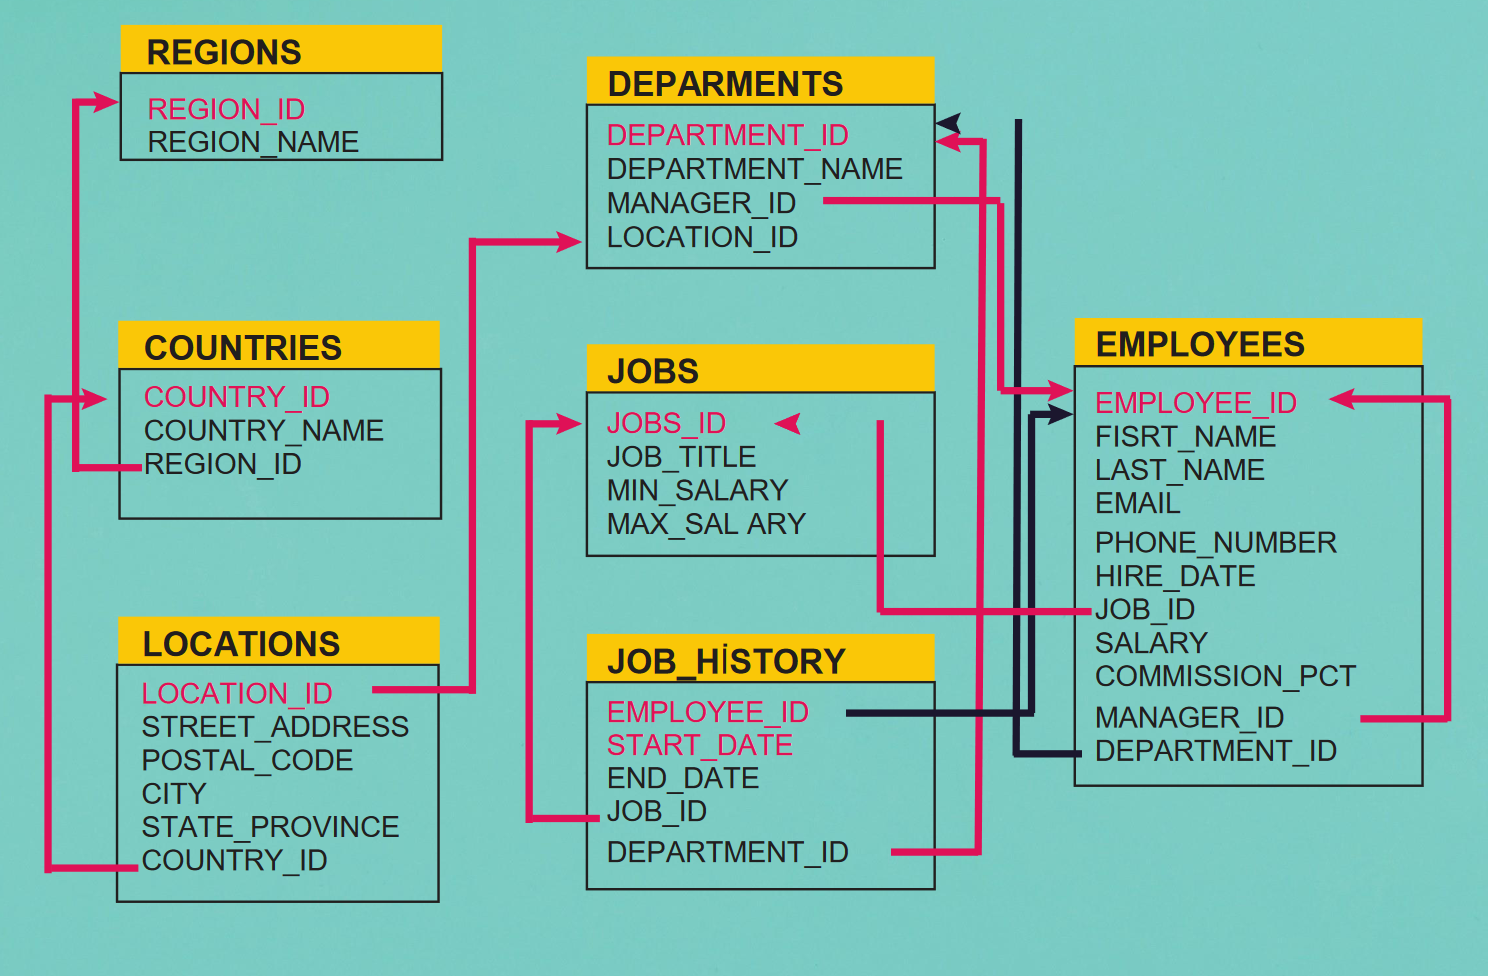 REGIONS
REGION_ID
REGION_NAME
COUNTRIES
COUNTRY_ID
COUNTRY_NAME
REGION_ID
LOCATIONS
LOCATION_ID
STREET_ADDRESS
POSTAL_CODE
CITY
STATE_PROVINCE
COUNTRY_ID
DEPARMENTS
DEPARTMENT_ID
DEPARTMENT_NAME
MANAGER_ID
LOCATION_ID
JOBS
JOBS_ID
JOB_TITLE
MIN_SALARY
MAX_SAL ARY
JOB_HİSTORY
EMPLOYEE_ID
START_DATE
END_DATE
JOB_ID
DEPARTMENT_ID
EMPLOYEES
EMPLOYEE_ID
FISRT_NAME
LAST_NAME
EMAIL
PHONE_NUMBER
HIRE_DATE
JOB_ID
SALARY
COMMISSION_PCT
MANAGER_ID
DEPARTMENT_ID